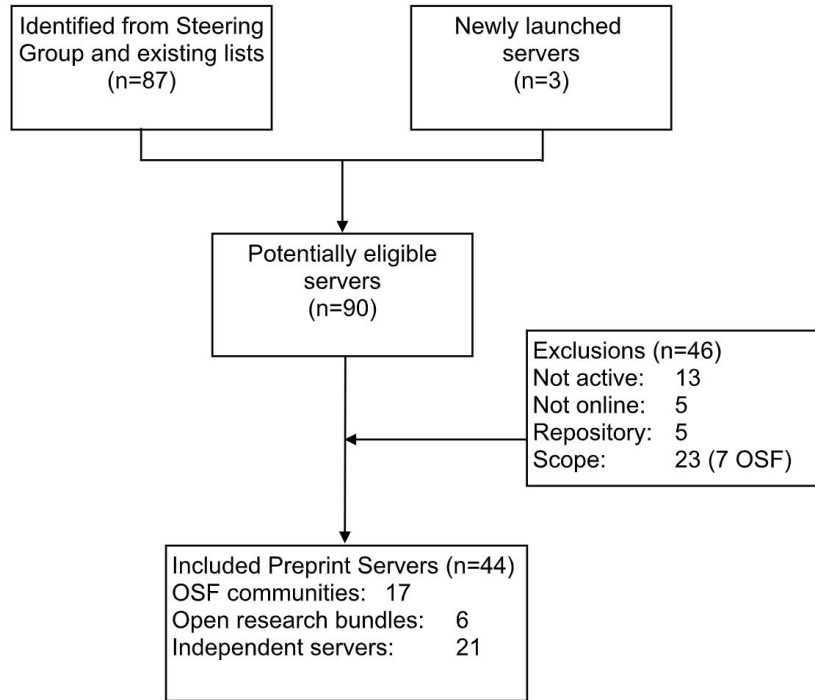 Identified from Steering
Group and existing lists
(n=87)
Newly launched
servers
(n=3)
Potentially eligible
servers
(n=90)
Exclusions (n=46)
Not active: 13
Not online: 5
Repository: 5
Scope: 23 (7 OSF)
Included Preprint Servers (n=44)
OSF communities: 17
Open research bundles: 6
Independent servers: 21